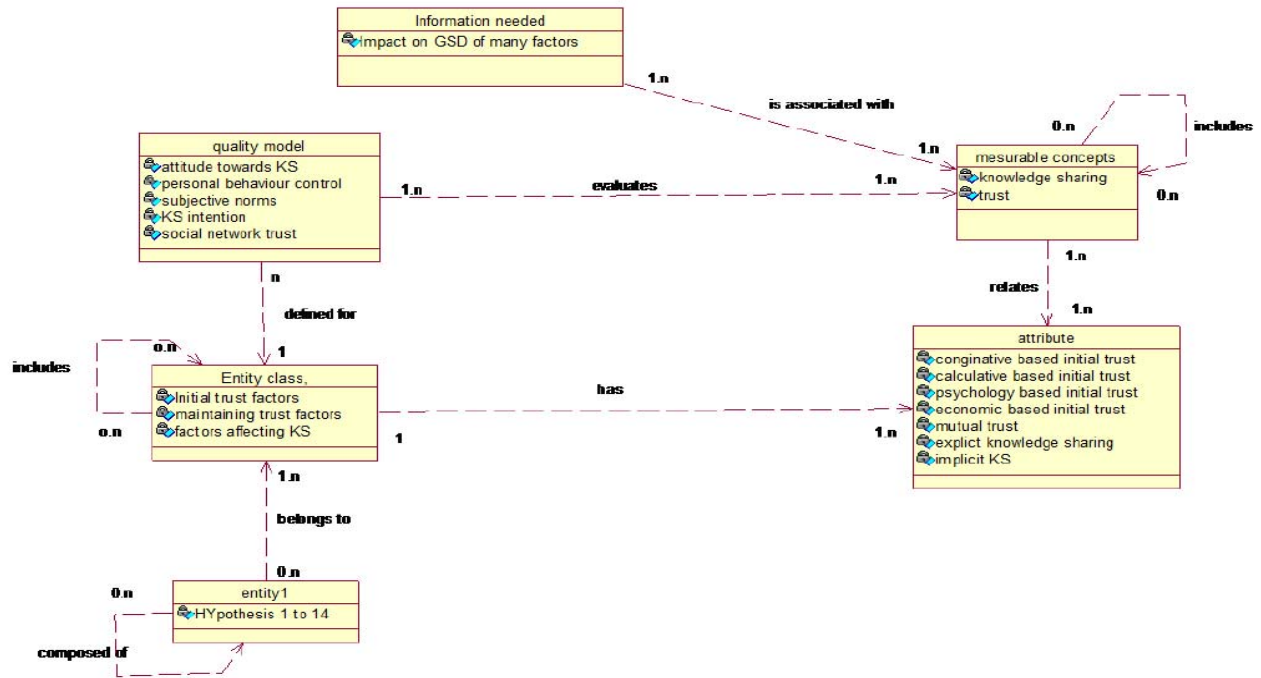 Information needed
Impact on GSD of many factors
1.n
is associated with
1.n
0.n
includes
0.n
mesurable concepts
knowledge sharing
trust
quality model
attitude towards KS
personal behaviour control
subjective norms
KS intention
social network trust
1.n
evaluates
1.n
n
defined for
1
1.n
relates
1.n
includes
o.n
o.n
Entity class,
Initial trust factors
maintaining trust factors
factors affecting KS
1
has
1.n
attribute
conginative based initial trust
calculative based initial trust
psychology based initial trust
economic based initial trust
mutual trust
explict knowledge sharing
implicit KS
1.n
belongs to
0.n
entity1
HYpothesis 1 to 14
0.n
composed of